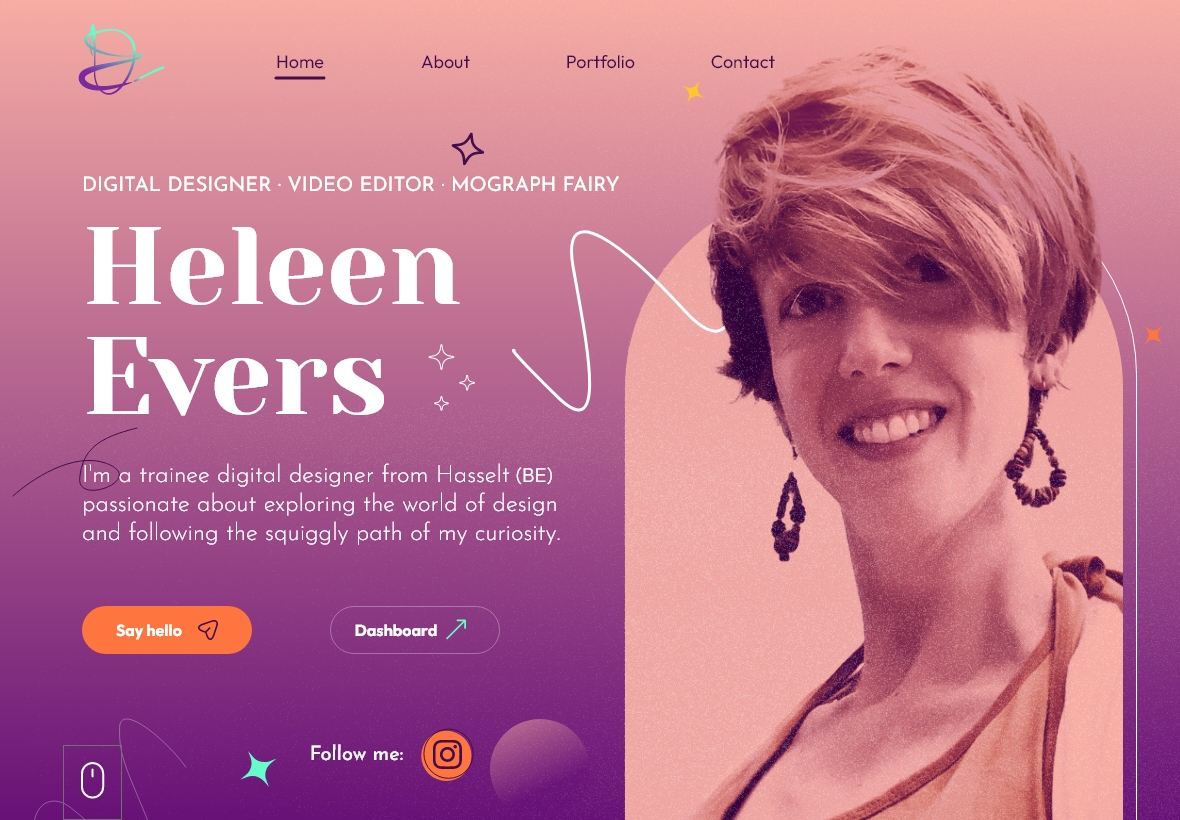 Home
About
Portfolio
Contact
DIGITAL DESIGNER · VIDEO EDITOR · MOGRAPH FAIRY
Heleen
Evers
I'm a trainee digital designer from Hasselt (BE)
passionate about exploring the world of design
and following the squiggly path of my curiosity.
Say hello
Dashboard
Follow me: